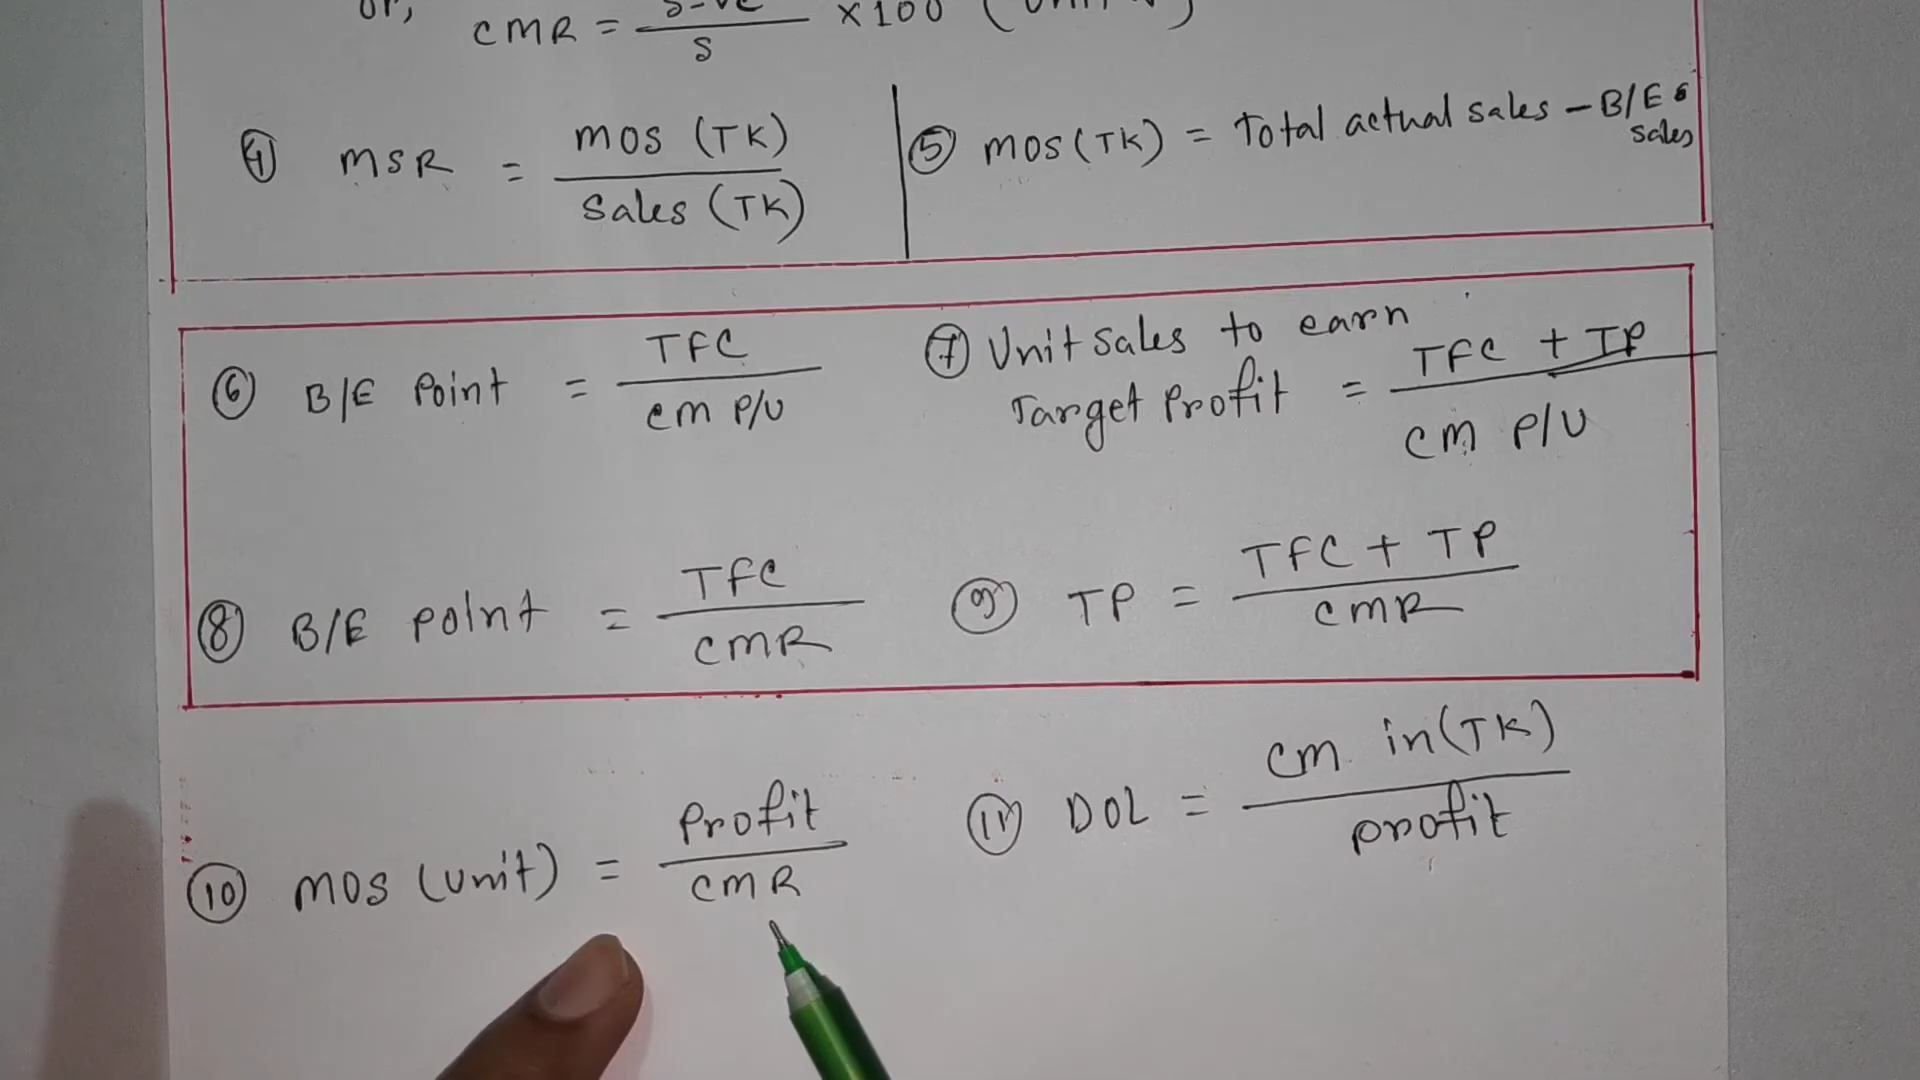 or,
CMR = S-VC / S × 100
④ MSR = MOS (TK) / Sales (TK)
⑤ MOS (TK) = Total actual sales – B/E sales
⑥ B/E Point = TFC / CM P/U
⑦ Unit sales to earn
Target Profit = TFC + TP / CM P/U
⑧ B/E point = TFC / CMR
⑨ TP = TFC + TP / CMR
⑩ MOS (unit) = Profit / CMR
⑪ DOL = CM in (TK) / profit